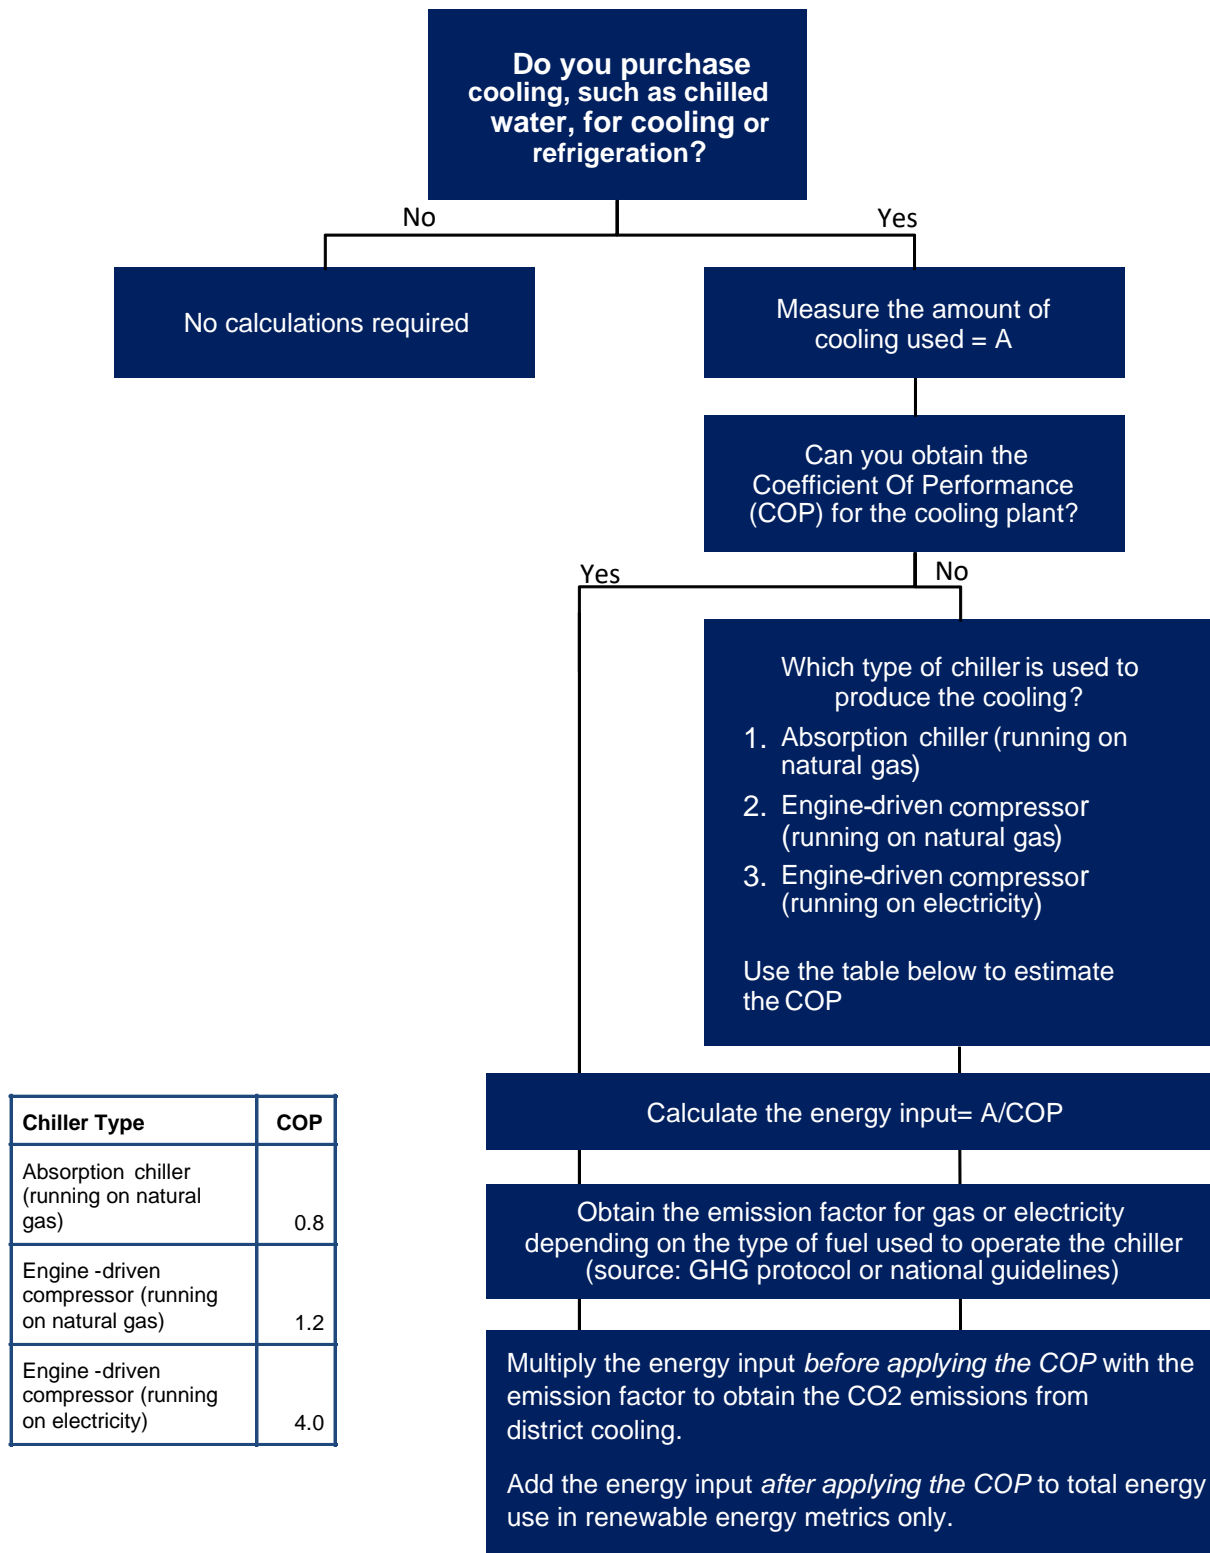 Do you purchase
cooling, such as chilled
water, for cooling or
refrigeration?
No
Yes
No calculations required
Measure the amount of
cooling used = A
Can you obtain the
Coefficient Of Performance
(COP) for the cooling plant?
Yes
No
Which type of chiller is used to
produce the cooling?
1. Absorption chiller (running on
natural gas)
2. Engine-driven compressor
(running on natural gas)
3. Engine-driven compressor
(running on electricity)
Use the table below to estimate
the COP
Calculate the energy input= A/COP
Obtain the emission factor for gas or electricity
depending on the type of fuel used to operate the chiller
(source: GHG protocol or national guidelines)
Multiply the energy input before applying the COP with the
emission factor to obtain the CO2 emissions from
district cooling.
Add the energy input after applying the COP to total energy
use in renewable energy metrics only.
Chiller Type COP
Absorption chiller
(running on natural
gas) 0.8
Engine -driven
compressor (running
on natural gas) 1.2
Engine -driven
compressor (running
on electricity) 4.0